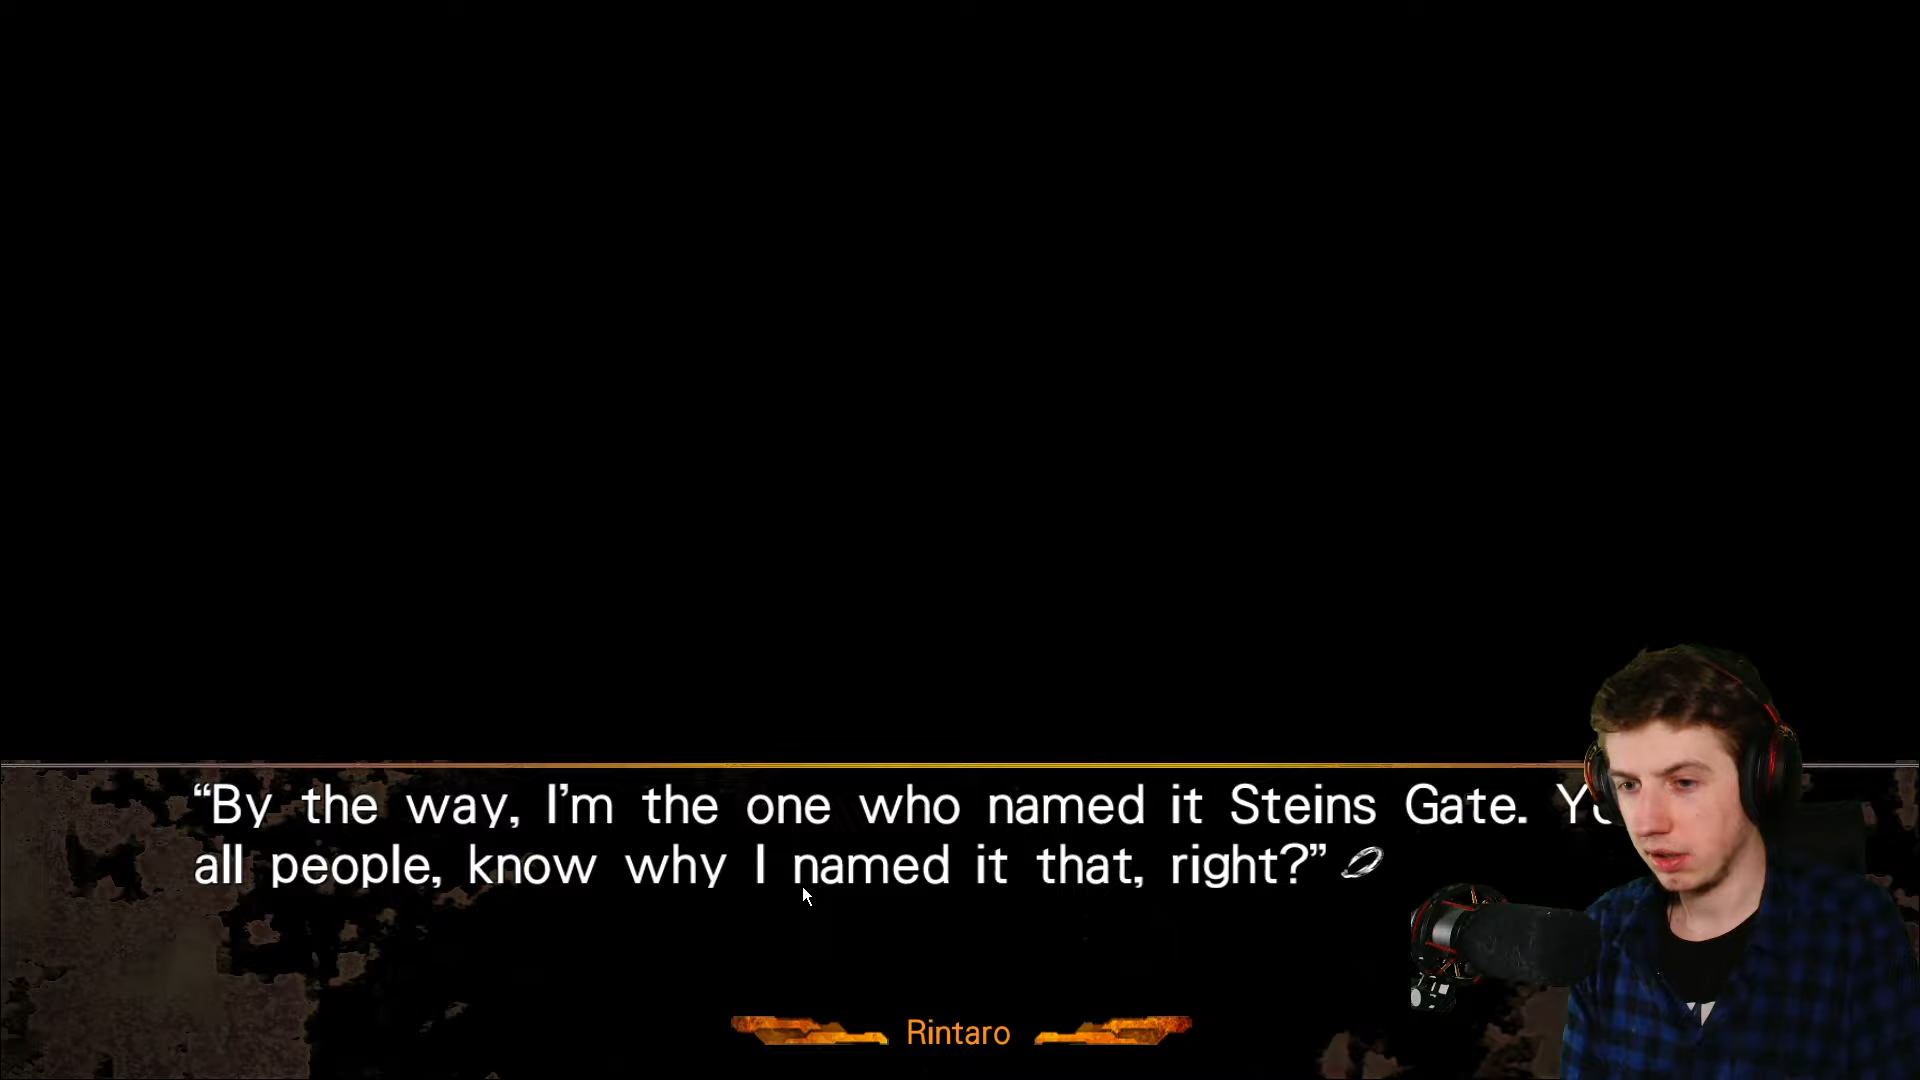 “By the way, I’m the one who named it Steins Gate.
all people, know why I named it that, right?”
Rintaro